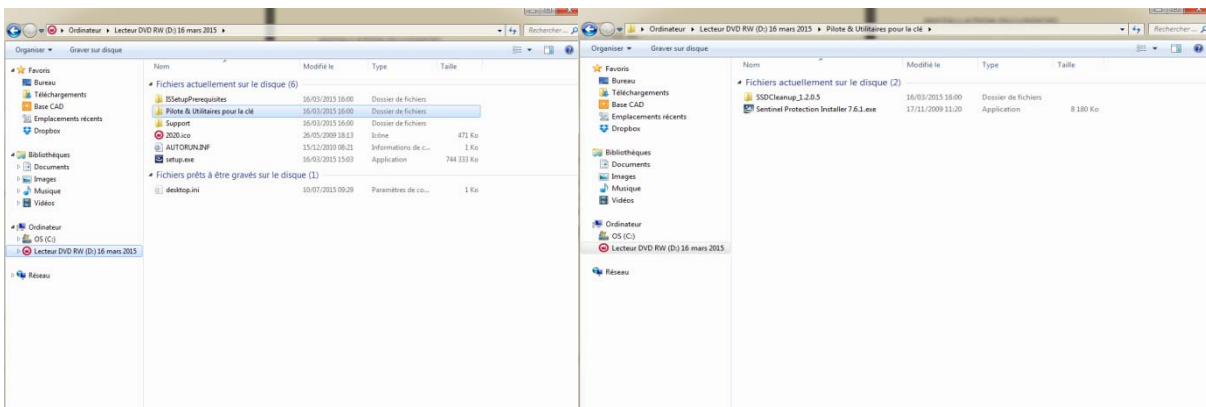 Ordinateur ▸ Lecteur DVD RW (D:) 16 mars 2015 ▸
Rechercher...
Organiser
Graver sur disque
Favoris
Bureau
Téléchargements
Base CAD
Emplacements récents
Dropbox
Bibliothèques
Documents
Images
Musique
Vidéos
Ordinateur
OS (C:)
Lecteur DVD RW (D:) 16 mars 2015
Réseau
Nom Modifié le Type Taille
Fichiers actuellement sur le disque (6)
ISSetupPrerequisites 16/03/2015 16:00 Dossier de fichiers
Pilote & Utilitaires pour la clé 16/03/2015 16:00 Dossier de fichiers
Support 16/03/2015 16:00 Dossier de fichiers
2020.ico 26/05/2009 18:13 Icône 471 Ko
AUTORUN.INF 15/12/2010 08:21 Informations de c... 1 Ko
setup.exe 16/03/2015 15:03 Application 744 333 Ko
Fichiers prêts à être gravés sur le disque (1)
desktop.ini 10/07/2015 09:29 Paramètres de co... 1 Ko
Ordinateur ▸ Lecteur DVD RW (D:) 16 mars 2015 ▸ Pilote & Utilitaires pour la clé ▸
Rechercher...
Organiser
Graver sur disque
Favoris
Bureau
Téléchargements
Base CAD
Emplacements récents
Dropbox
Bibliothèques
Documents
Images
Musique
Vidéos
Ordinateur
OS (C:)
Lecteur DVD RW (D:) 16 mars 2015
Réseau
Nom Modifié le Type Taille
Fichiers actuellement sur le disque (2)
SSDCleanup_1.2.0.5 16/03/2015 16:00 Dossier de fichiers
Sentinel Protection Installer 7.6.1.exe 17/11/2009 11:20 Application 8 180 Ko